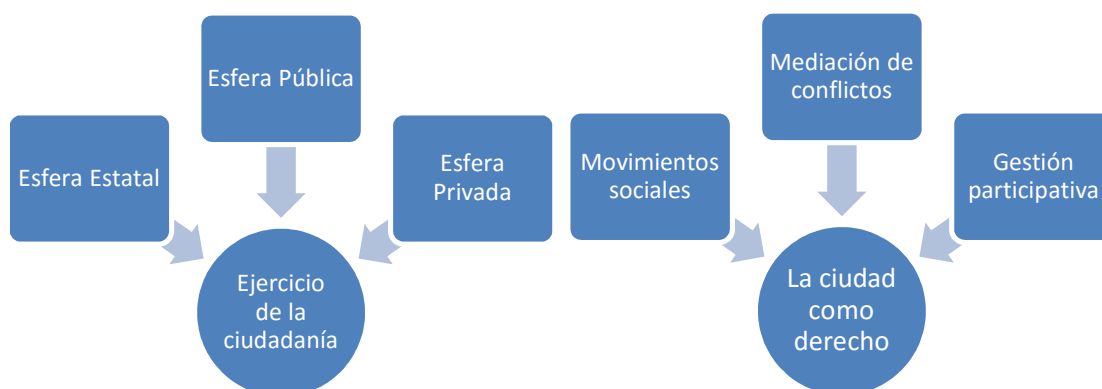 Esfera Estatal
Esfera Pública
Esfera
Privada
Ejercicio
de la
ciudadanía
Movimientos
sociales
Mediación de
conflictos
Gestión
participativa
La ciudad
como
derecho